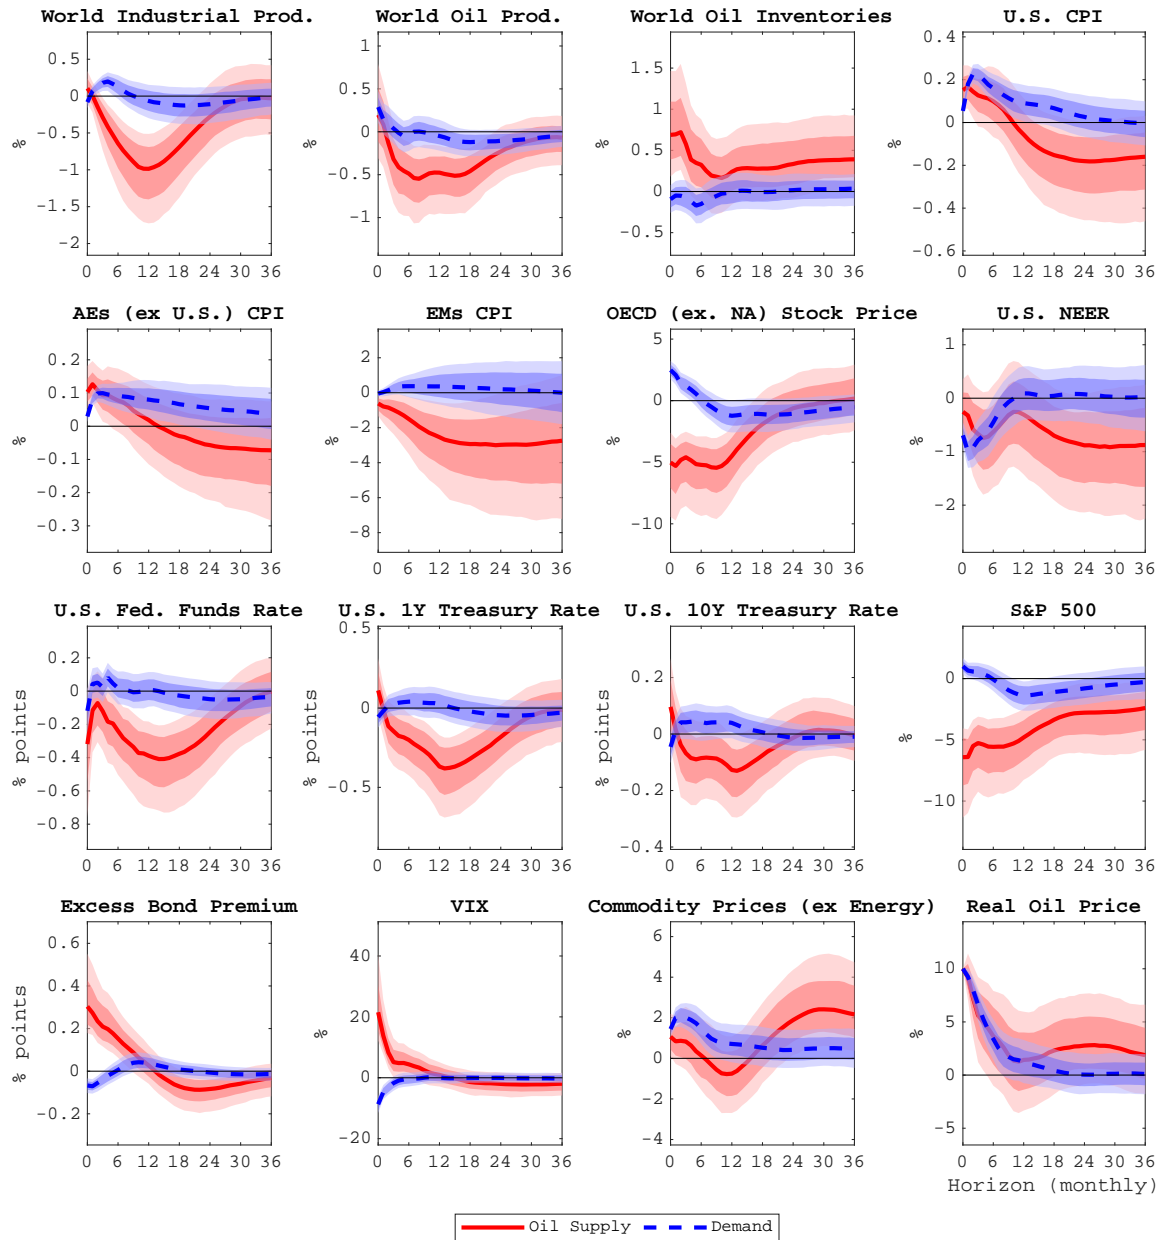 World Industrial Prod. World Oil Prod. World Oil Inventories U.S. CPI
0.5 1 1.5 0.4
0 0.5 1 0.2
-0.5 0 0.5 0
-1 -0.5 0 -0.2
-1.5 -1 -0.5 -0.4
-2 -0.6
% % % %
0 6 12 18 24 30 36 0 6 12 18 24 30 36 0 6 12 18 24 30 36 0 6 12 18 24 30 36
AEs (ex U.S.) CPI EMs CPI OECD (ex. NA) Stock Price U.S. NEER
0.2 2 5 1
0.1 0 0 0
0 -2 -5 -1
-0.1 -4 -10 -2
-0.2 -6
-0.3 -8
% % % %
0 6 12 18 24 30 36 0 6 12 18 24 30 36 0 6 12 18 24 30 36 0 6 12 18 24 30 36
U.S. Fed. Funds Rate U.S. 1Y Treasury Rate U.S. 10Y Treasury Rate S&P 500
0.2 0.5 0.2 0
0 0 0 -5
-0.2 -0.5 -0.2 -10
-0.4 -0.4
-0.6
-0.8
% points % points % points %
0 6 12 18 24 30 36 0 6 12 18 24 30 36 0 6 12 18 24 30 36 0 6 12 18 24 30 36
Excess Bond Premium VIX Commodity Prices (ex Energy) Real Oil Price
0.6 40 6 10
0.4 20 4 5
0.2 0 2 0
0 -20 0 -5
-0.2 -2
-4
% points % % %
0 6 12 18 24 30 36 0 6 12 18 24 30 36 0 6 12 18 24 30 36 0 6 12 18 24 30 36
Horizon (monthly)
Oil Supply Demand